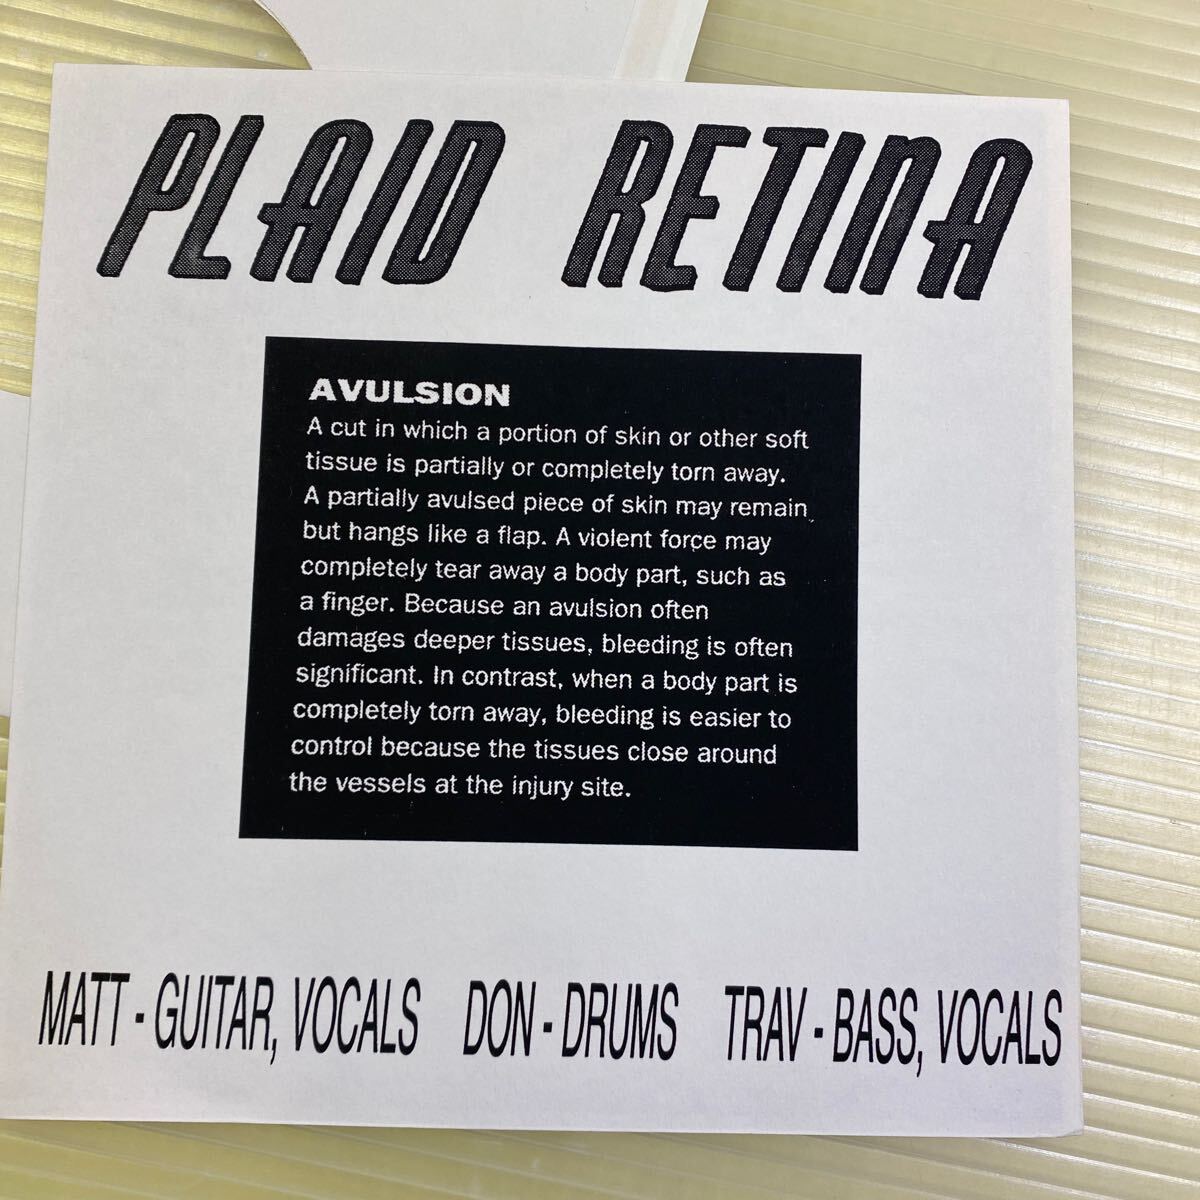 PLAID RETINA
AVULSION
A cut in which a portion of skin or other soft
tissue is partially or completely torn away.
A partially avulsed piece of skin may remain
but hangs like a flap. A violent force may
completely tear away a body part, such as
a finger. Because an avulsion often
damages deeper tissues, bleeding is often
significant. In contrast, when a body part is
completely torn away, bleeding is easier to
control because the tissues close around
the vessels at the injury site.
MATT - GUITAR, VOCALS DON - DRUMS TRAV - BASS, VOCALS